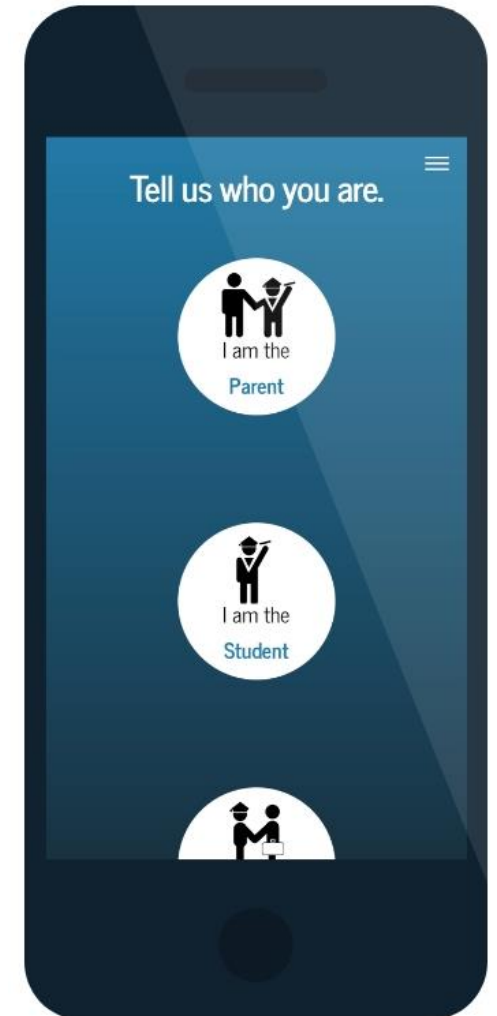 Tell us who you are.
I am the
Parent
I am the
Student